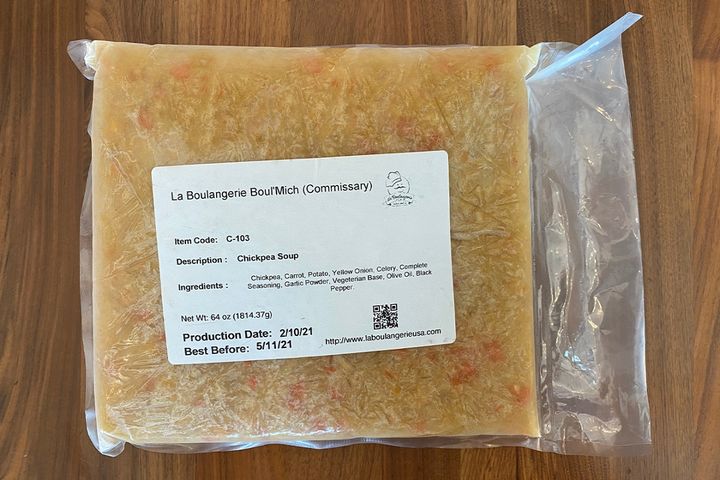 La Boulangerie Boul'Mich (Commissary)
Item Code: C-103
Description : Chickpea Soup
Ingredients : Chickpea, Carrot, Potato, Yellow Onion, Celery, Complete
Seasoning, Garlic Powder, Vegeterian Base, Olive Oil, Black
Pepper.
Net Wt: 64 oz (1814.37g)
Production Date: 2/10/21
Best Before: 5/11/21
http://www.laboulangerieusa.com